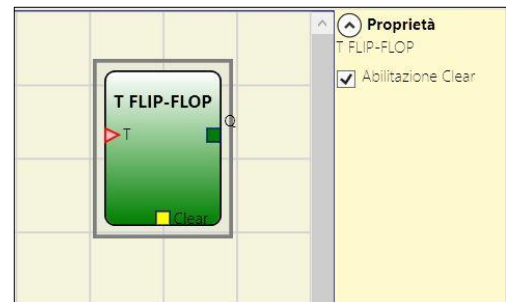 T FLIP-FLOP
T
Q
Clear
Proprietà
T FLIP-FLOP
Abilitazione Clear